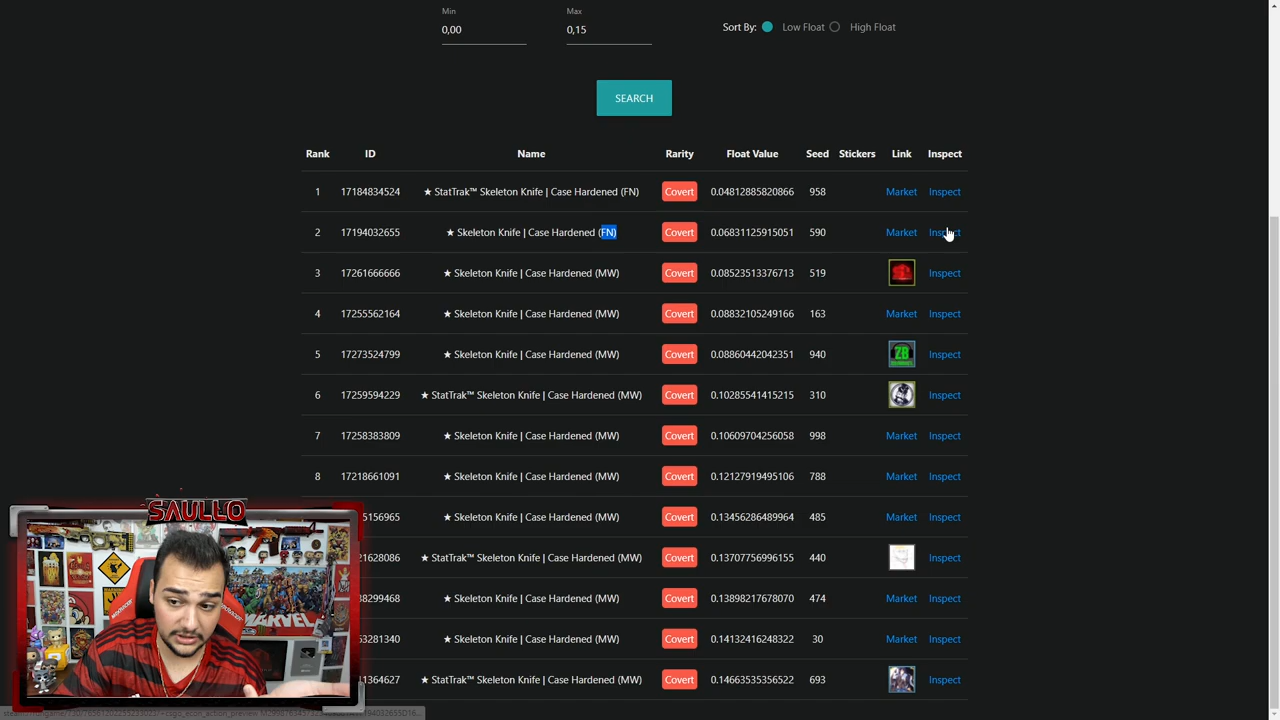 Min Max
0,00 0,15 Sort By: Low Float High Float
SEARCH
Rank ID Name Rarity Float Value Seed Stickers Link Inspect
1 17184834524 ★ StatTrak™ Skeleton Knife | Case Hardened (FN) Covert 0.04812885820866 958 Market Inspect
2 17194032655 ★ Skeleton Knife | Case Hardened (FN) Covert 0.06831125915051 590 Market Inspect
3 17261666666 ★ Skeleton Knife | Case Hardened (MW) Covert 0.08523513376713 519 Inspect
4 17255562164 ★ Skeleton Knife | Case Hardened (MW) Covert 0.08832105249166 163 Market Inspect
5 17273524799 ★ Skeleton Knife | Case Hardened (MW) Covert 0.08860442042351 940 ZB Inspect
6 17259594229 ★ StatTrak™ Skeleton Knife | Case Hardened (MW) Covert 0.10285541415215 310 Inspect
7 17258383809 ★ Skeleton Knife | Case Hardened (MW) Covert 0.10609704256058 998 Market Inspect
8 17218661091 ★ Skeleton Knife | Case Hardened (MW) Covert 0.12127919495106 788 Market Inspect
5156965 ★ Skeleton Knife | Case Hardened (MW) Covert 0.13456286489964 485 Market Inspect
21628086 ★ StatTrak™ Skeleton Knife | Case Hardened (MW) Covert 0.13707756996155 440 Inspect
38299468 ★ Skeleton Knife | Case Hardened (MW) Covert 0.13898217678070 474 Market Inspect
53281340 ★ Skeleton Knife | Case Hardened (MW) Covert 0.14132416248322 30 Market Inspect
11364627 ★ StatTrak™ Skeleton Knife | Case Hardened (MW) Covert 0.14663535356522 693 Inspect
SAULLO
MARVEL